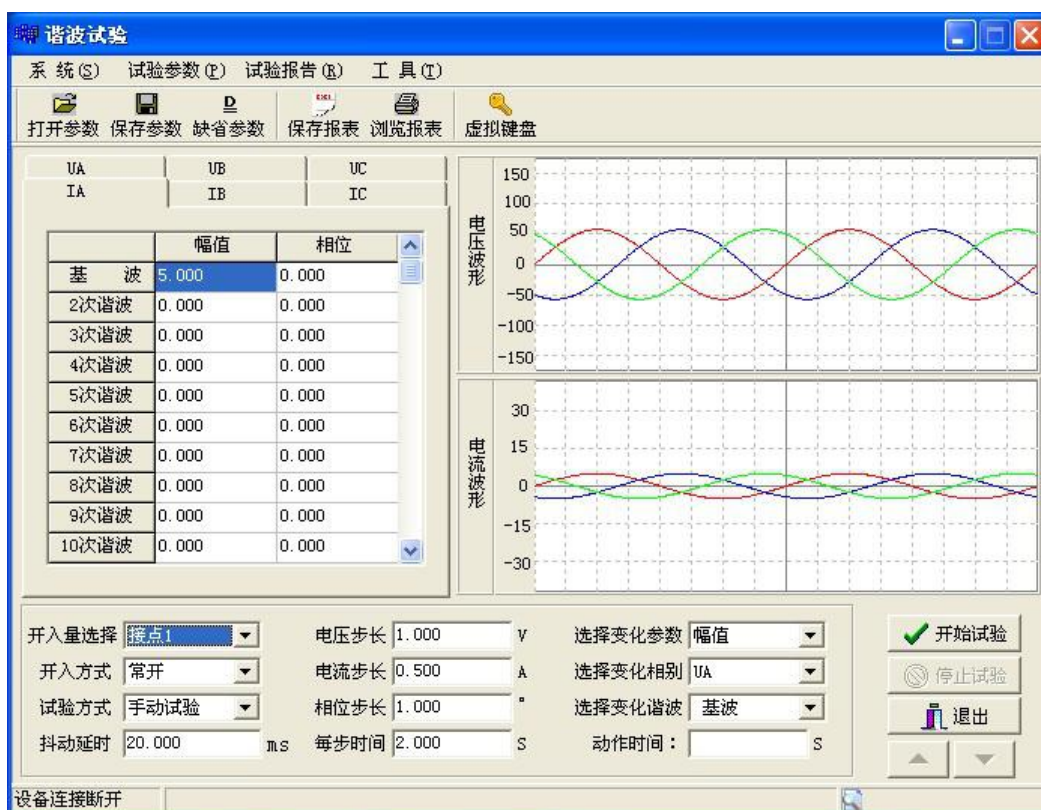 谐波试验
系 统(S) 试验参数(P) 试验报告(R) 工 具(T)
打开参数 保存参数 缺省参数 保存报表 浏览报表 虚拟键盘
UA UB UC
IA IB IC
幅值 相位
基 波 5.000 0.000
2次谐波 0.000 0.000
3次谐波 0.000 0.000
4次谐波 0.000 0.000
5次谐波 0.000 0.000
6次谐波 0.000 0.000
7次谐波 0.000 0.000
8次谐波 0.000 0.000
9次谐波 0.000 0.000
10次谐波 0.000 0.000
电压波形
150
100
50
0
-50
-100
-150
电流波形
30
15
0
-15
-30
开入量选择 接点1 电压步长 1.000 V 选择变化参数 幅值 开始试验
开入方式 常开 电流步长 0.500 A 选择变化相别 UA 停止试验
试验方式 手动试验 相位步长 1.000 ° 选择变化谐波 基波 退出
抖动延时 20.000 ms 每步时间 2.000 S 动作时间： S
设备连接断开